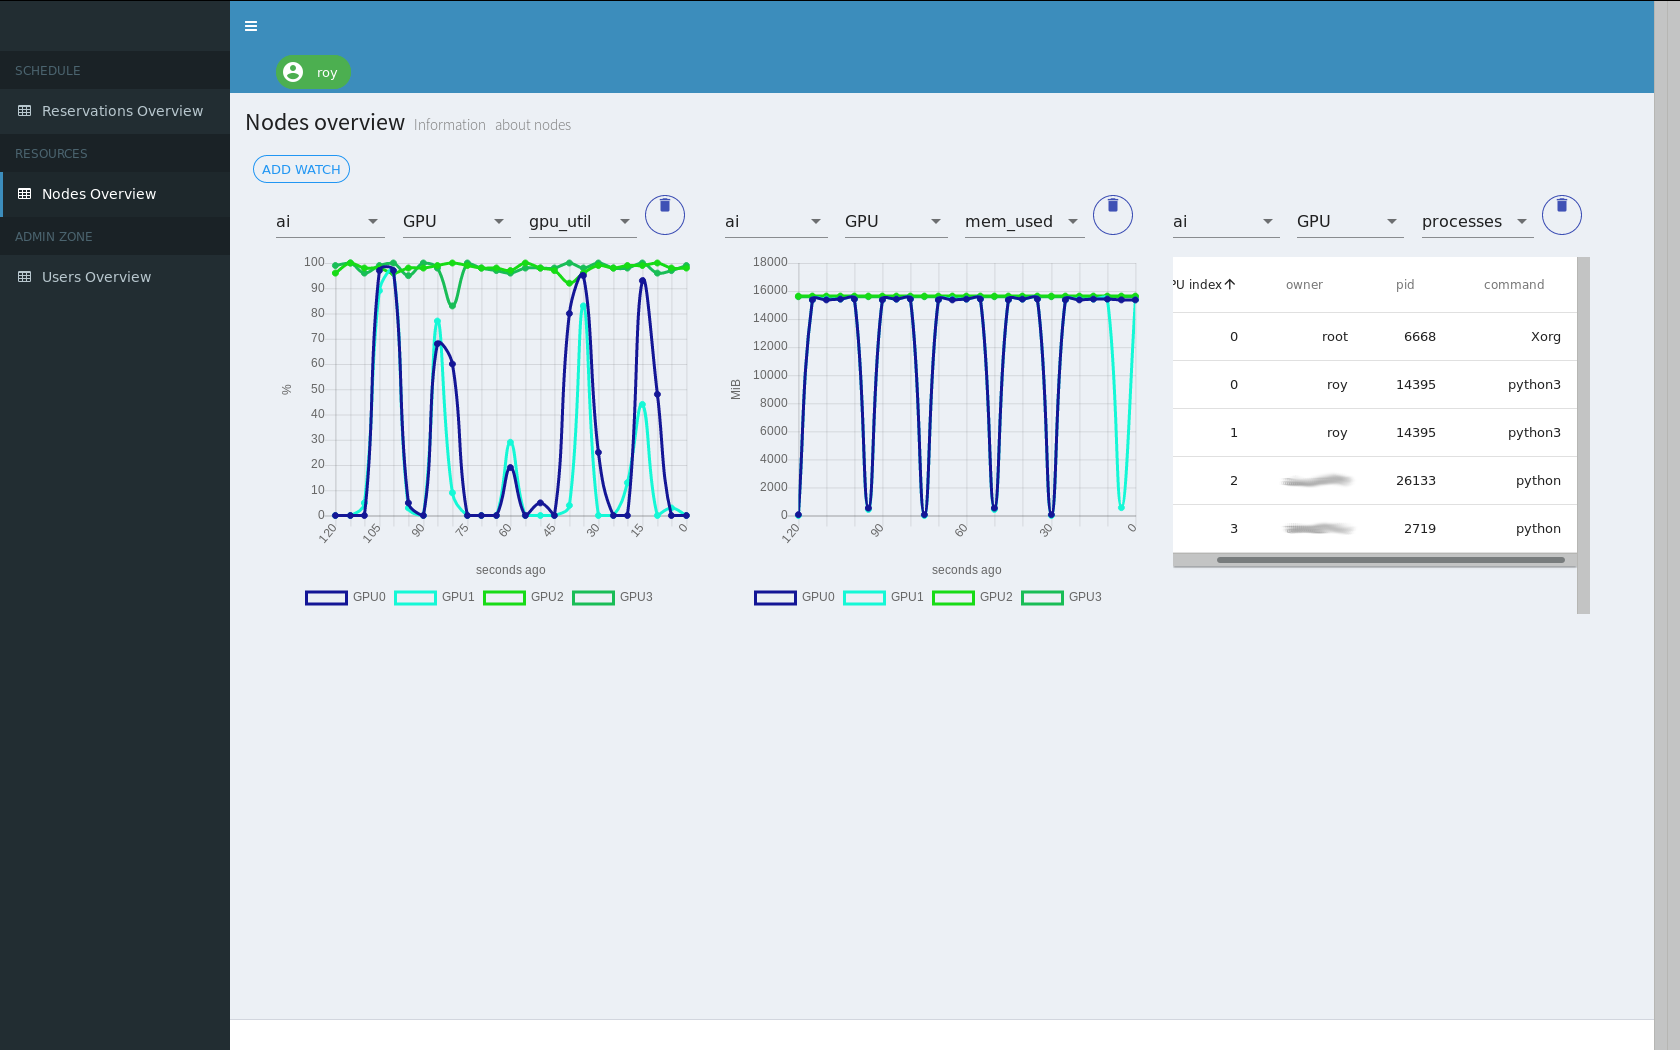 roy
SCHEDULE
Reservations Overview
RESOURCES
Nodes Overview
ADMIN ZONE
Users Overview
Nodes overview Information about nodes
ADD WATCH
ai GPU gpu_util
100
90
80
70
60
50
40
30
20
10
0
%
120 105 90 75 60 45 30 15 0
seconds ago
GPU0 GPU1 GPU2 GPU3
ai GPU mem_used
18000
16000
14000
12000
10000
8000
6000
4000
2000
0
MiB
120 90 60 30 0
seconds ago
GPU0 GPU1 GPU2 GPU3
ai GPU processes
PU index owner pid command
0 root 6668 Xorg
0 roy 14395 python3
1 roy 14395 python3
2 26133 python
3 2719 python